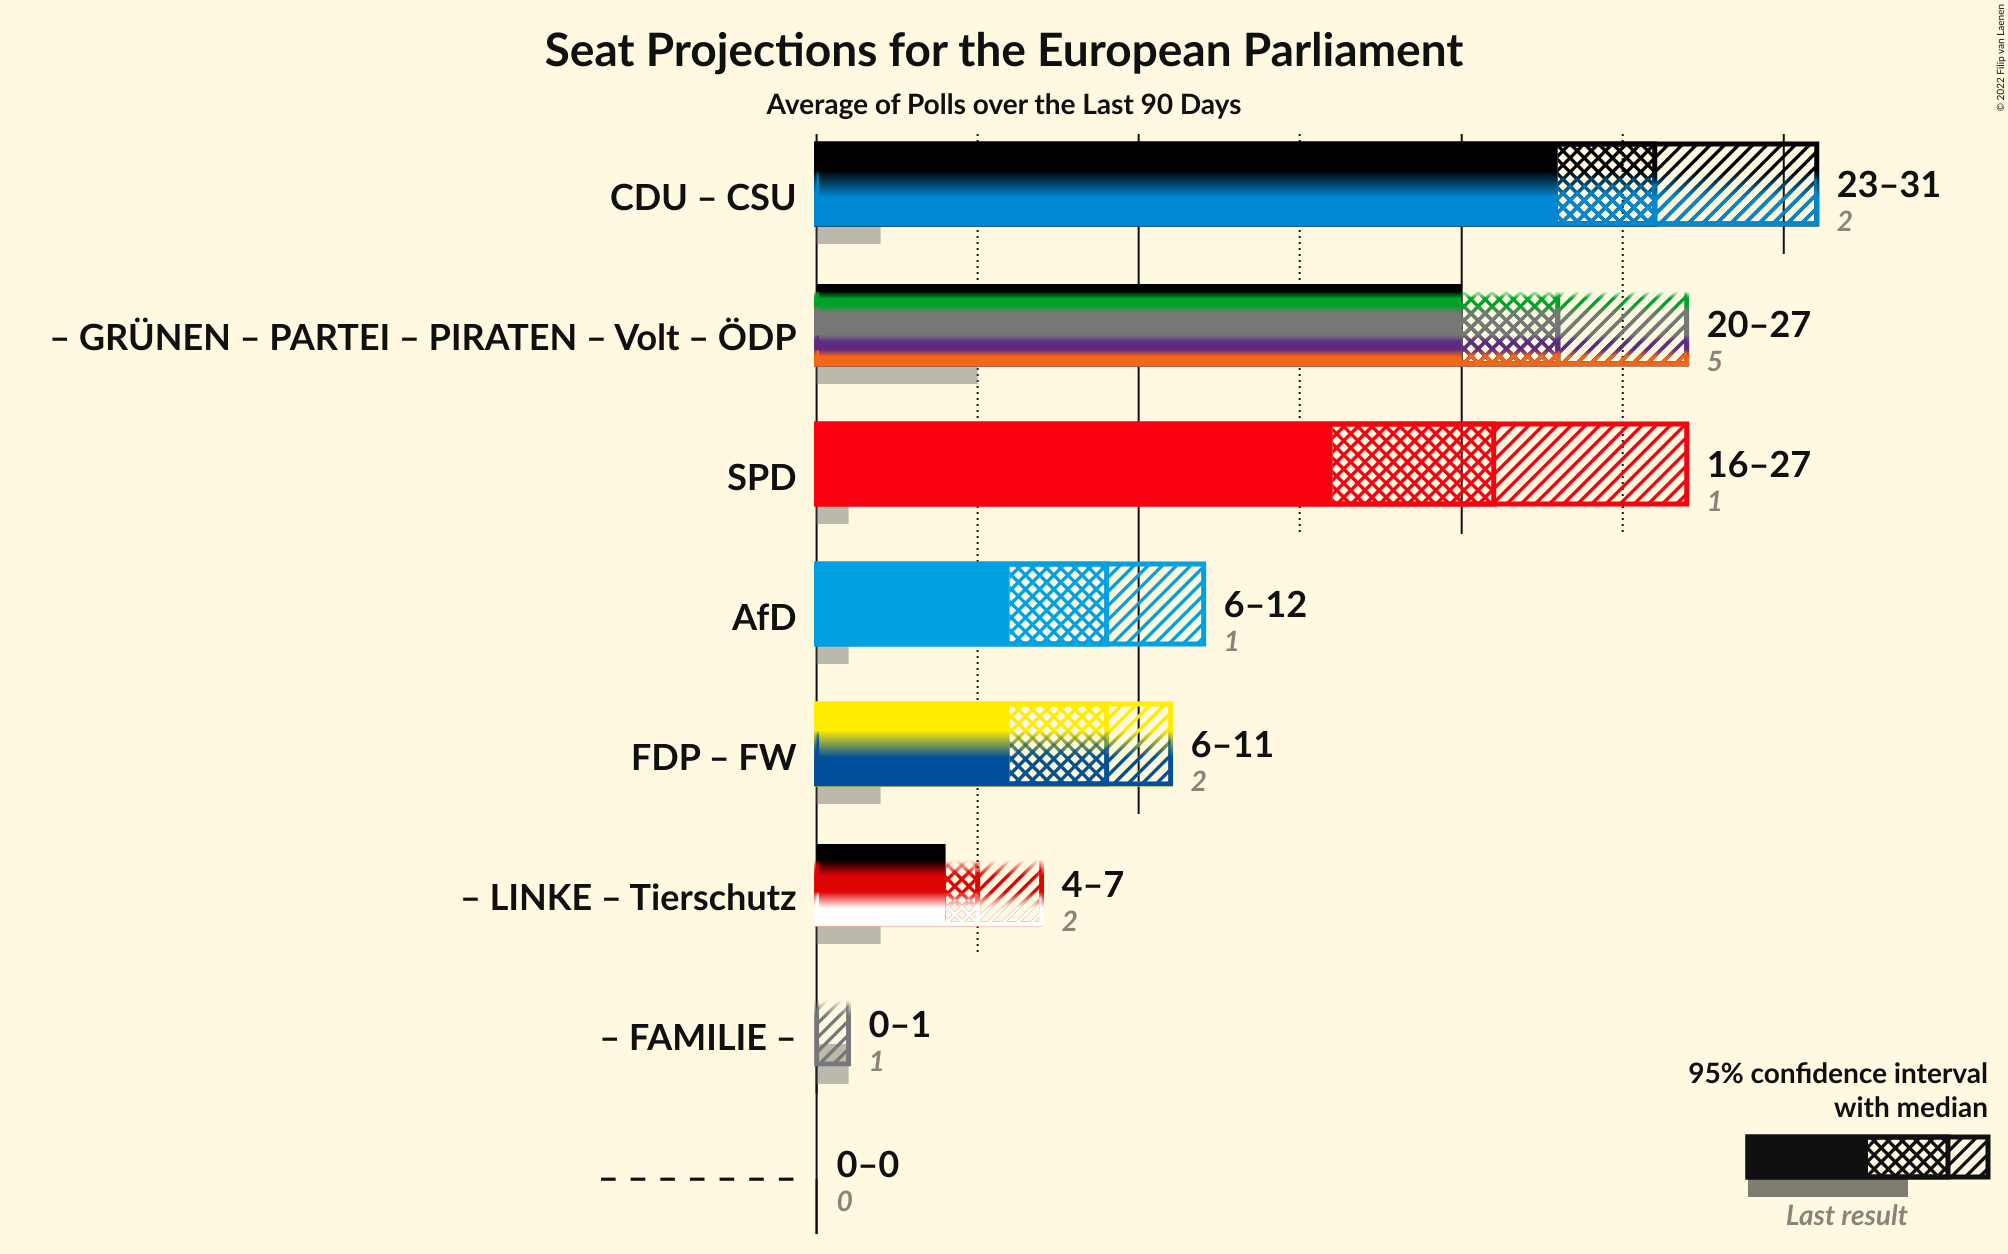 Seat Projections for the European Parliament
Average of Polls over the Last 90 Days
© 2022 Filip van Laenen
CDU – CSU
23–31
2
– GRÜNEN – PARTEI – PIRATEN – Volt – ÖDP
20–27
5
SPD
16–27
1
AfD
6–12
1
FDP – FW
6–11
2
– LINKE – Tierschutz
4–7
2
– FAMILIE –
0–1
1
– – – – – – –
0–0
0
95% confidence interval
with median
Last result